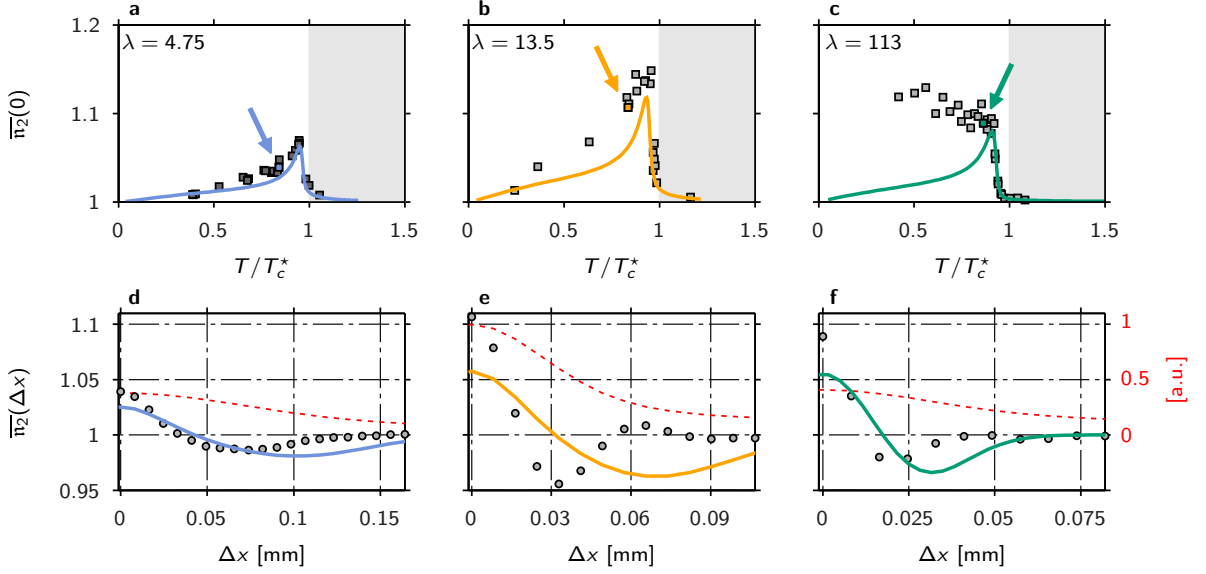 a b c
1.2
λ = 4.75 λ = 13.5 λ = 113
1.1
1
n₂(0)
0 0.5 1 1.5 0 0.5 1 1.5 0 0.5 1 1.5
T/T_c^⋆ T/T_c^⋆ T/T_c^⋆
d e f
1.1 1
1.05 0.5
1 0
0.95
n₂(Δx) [a.u.]
0 0.05 0.1 0.15 0 0.03 0.06 0.09 0 0.025 0.05 0.075
Δx [mm] Δx [mm] Δx [mm]